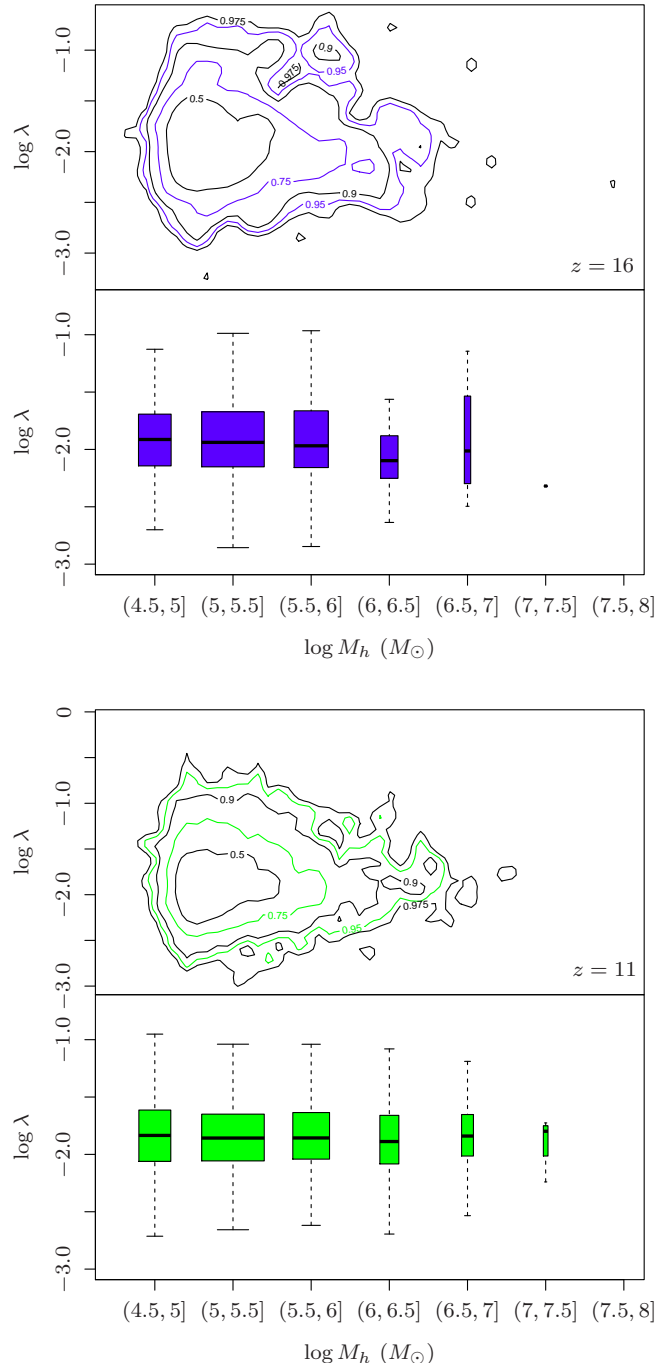 −1.0
−2.0
−3.0
log λ
0.975
0.9
0.975
0.95
0.5
0.75
0.9
0.95
z = 16
−1.0
−2.0
−3.0
log λ
(4.5, 5] (5, 5.5] (5.5, 6] (6, 6.5] (6.5, 7] (7, 7.5] (7.5, 8]
log M_h (M_⊙)
0
−1.0
−2.0
−3.0
log λ
0.9
0.5
0.75
0.9
0.975
0.95
z = 11
−1.0
−2.0
−3.0
log λ
(4.5, 5] (5, 5.5] (5.5, 6] (6, 6.5] (6.5, 7] (7, 7.5] (7.5, 8]
log M_h (M_⊙)